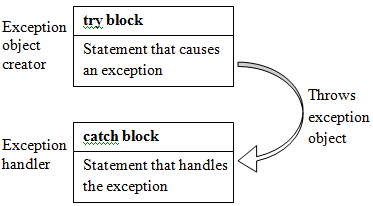 Exception
object
creator
try block
Statement that causes
an exception
Throws
exception
object
Exception
handler
catch block
Statement that handles
the exception